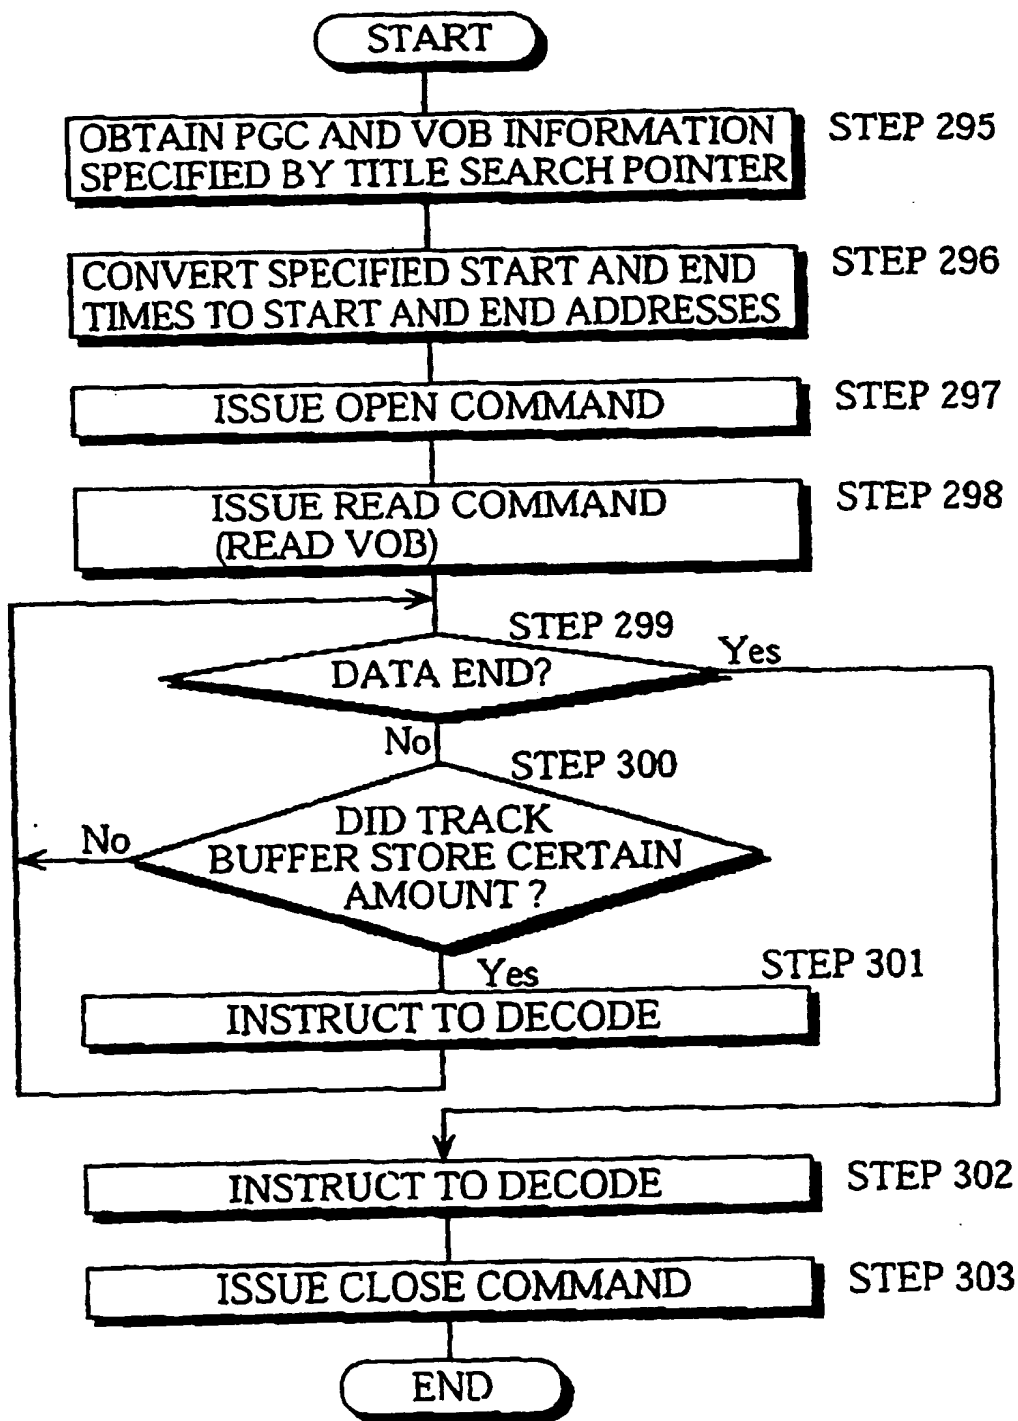 START
OBTAIN PGC AND VOB INFORMATION
SPECIFIED BY TITLE SEARCH POINTER
STEP 295
CONVERT SPECIFIED START AND END
TIMES TO START AND END ADDRESSES
STEP 296
ISSUE OPEN COMMAND
STEP 297
ISSUE READ COMMAND
(READ VOB)
STEP 298
STEP 299
DATA END?
Yes
No
STEP 300
DID TRACK
BUFFER STORE CERTAIN
AMOUNT ?
No
Yes
STEP 301
INSTRUCT TO DECODE
INSTRUCT TO DECODE
STEP 302
ISSUE CLOSE COMMAND
STEP 303
END